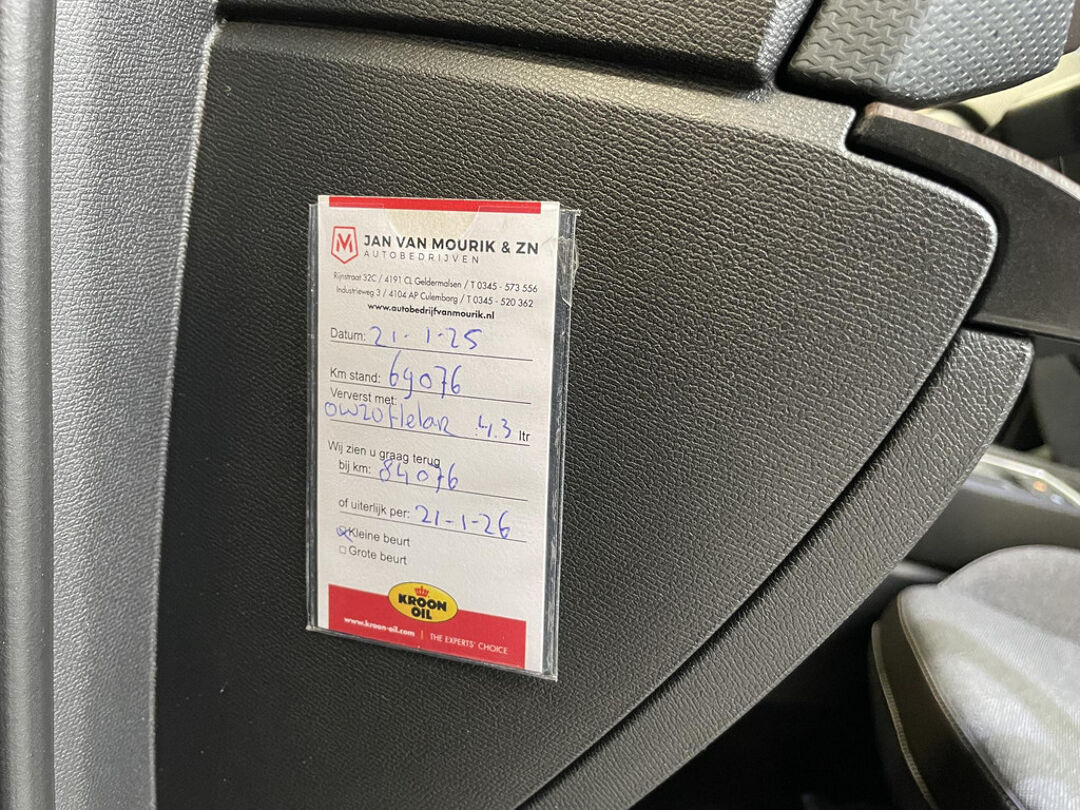 M JAN VAN MOURIK & ZN
AUTOBEDRIJVEN
Rijnstraat 32C / 4191 CL Geldermalsen / T 0345 - 573 556
Industrieweg 3 / 4104 AP Culemborg / T 0345 - 520 362
www.autobedrijfvanmourik.nl
Datum: 21-1-25
Km stand: 69076
Ververst met:
0W20 Helar 4.3 ltr
Wij zien u graag terug
bij km: 84076
of uiterlijk per: 21-1-26
Kleine beurt
Grote beurt
KROON
OIL
www.kroon-oil.com | THE EXPERTS' CHOICE